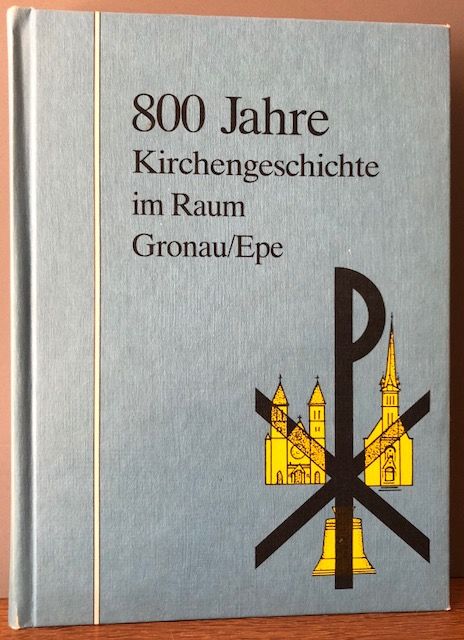 800 Jahre
Kirchengeschichte
im Raum
Gronau/Epe